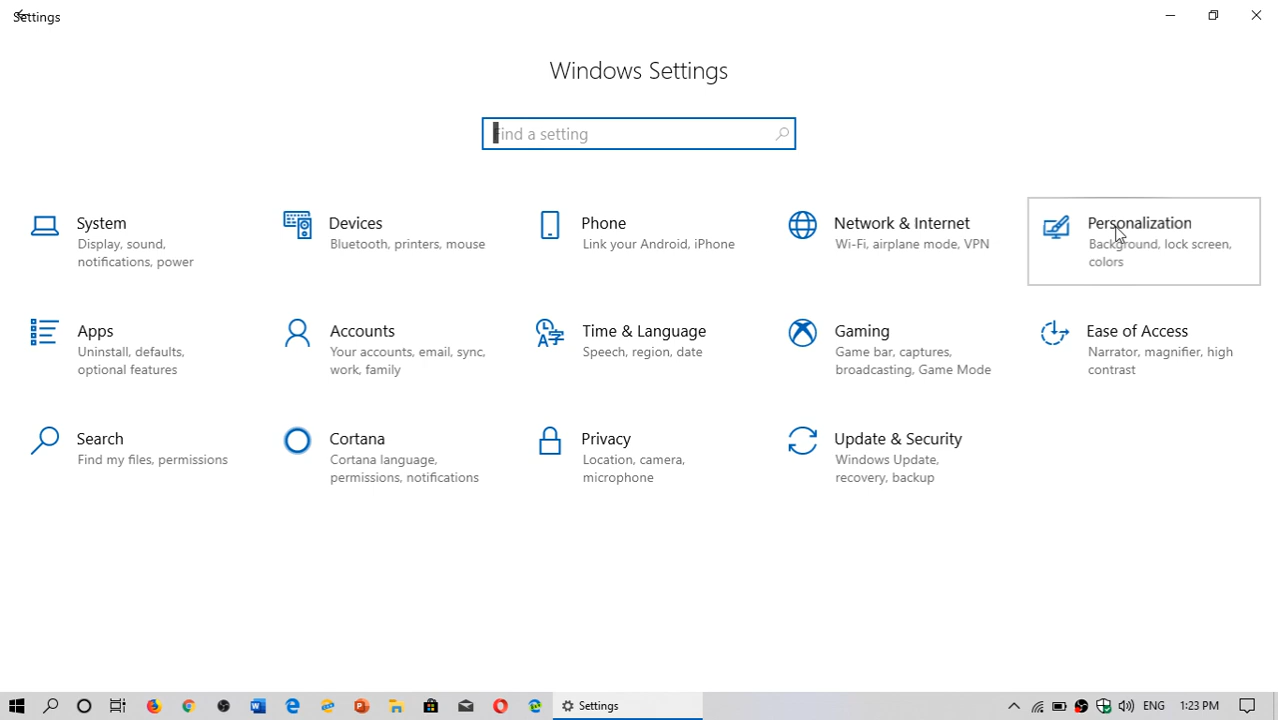 Settings
Windows Settings
Find a setting
System
Display, sound,
notifications, power
Devices
Bluetooth, printers, mouse
Phone
Link your Android, iPhone
Network & Internet
Wi-Fi, airplane mode, VPN
Personalization
Background, lock screen,
colors
Apps
Uninstall, defaults,
optional features
Accounts
Your accounts, email, sync,
work, family
Time & Language
Speech, region, date
Gaming
Game bar, captures,
broadcasting, Game Mode
Ease of Access
Narrator, magnifier, high
contrast
Search
Find my files, permissions
Cortana
Cortana language,
permissions, notifications
Privacy
Location, camera,
microphone
Update & Security
Windows Update,
recovery, backup
Settings
ENG
1:23 PM